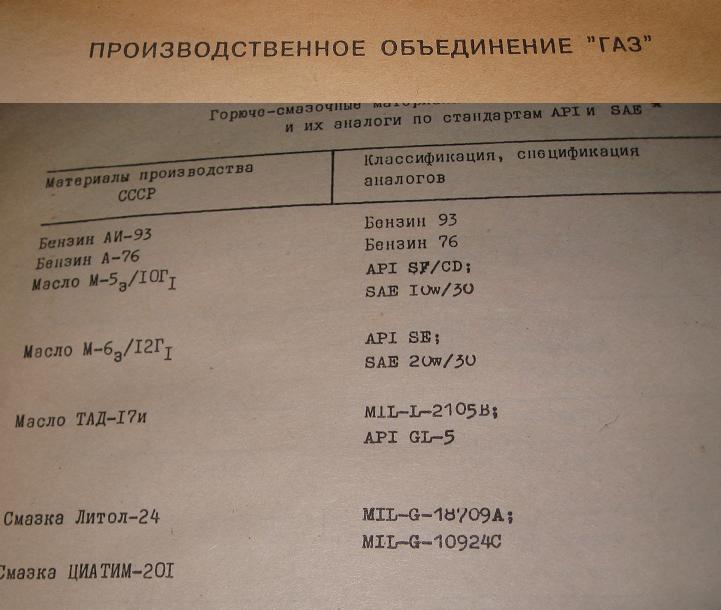 ПРОИЗВОДСТВЕННОЕ ОБЪЕДИНЕНИЕ "ГАЗ"
Горюче-смазочные
и их аналоги по стандартам API и SAE ж
Материалы производства
СССР
Классификация, спецификация
аналогов
Бензин АИ-93
Бензин 93
Бензин А-76
Бензин 76
Масло М-5з/10Г1
API SF/CD;
SAE 10w/30
Масло М-6з/12Г1
API SE;
SAE 20w/30
Масло ТАД-17и
MIL-L-2105B;
API GL-5
Смазка Литол-24
MIL-G-18709A;
MIL-G-10924C
Смазка ЦИАТИМ-201